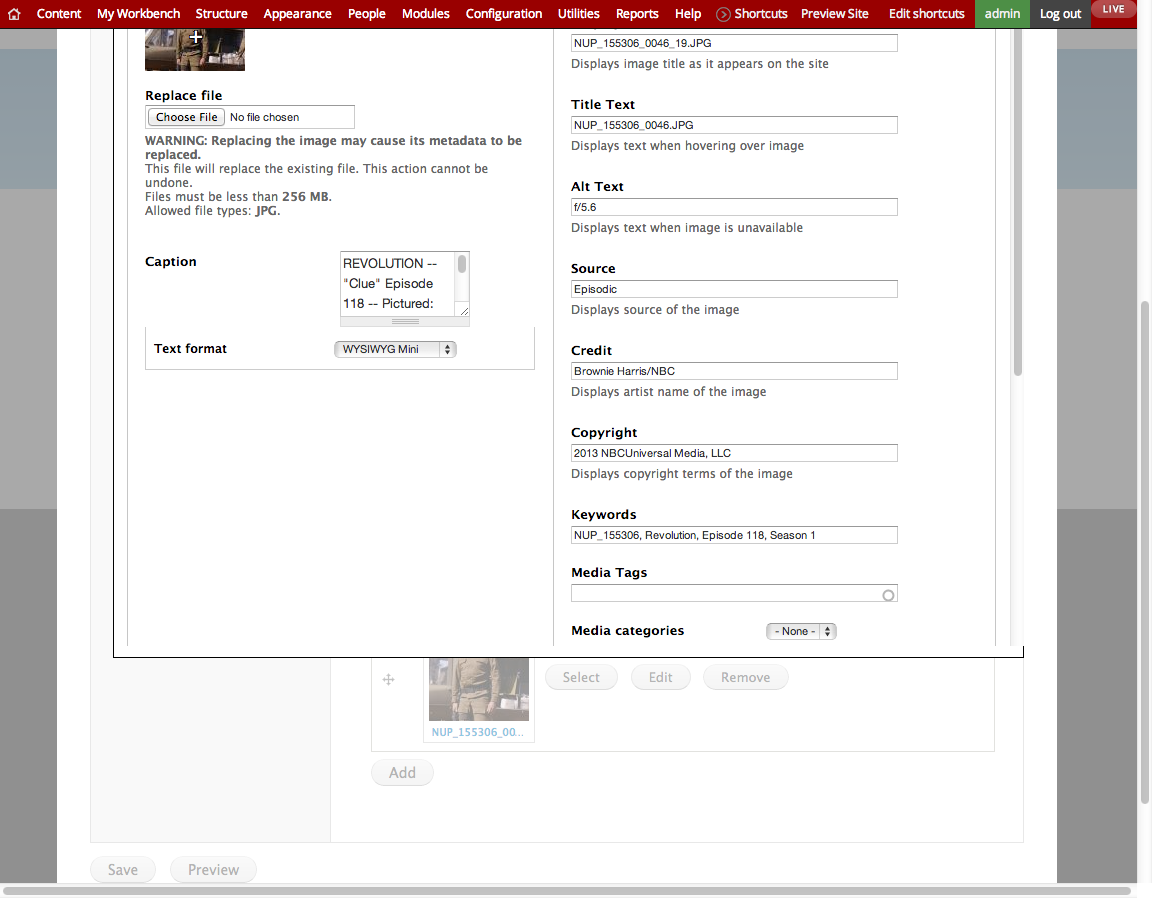 Content My Workbench Structure Appearance People Modules Configuration Utilities Reports Help Shortcuts Preview Site Edit shortcuts admin Log out LIVE
Replace file
Choose File No file chosen
WARNING: Replacing the image may cause its metadata to be
replaced.
This file will replace the existing file. This action cannot be
undone.
Files must be less than 256 MB.
Allowed file types: JPG.
Caption
REVOLUTION --
"Clue" Episode
118 -- Pictured:
Text format
WYSIWYG Mini
NUP_155306_0046_19.JPG
Displays image title as it appears on the site
Title Text
NUP_155306_0046.JPG
Displays text when hovering over image
Alt Text
f/5.6
Displays text when image is unavailable
Source
Episodic
Displays source of the image
Credit
Brownie Harris/NBC
Displays artist name of the image
Copyright
2013 NBCUniversal Media, LLC
Displays copyright terms of the image
Keywords
NUP_155306, Revolution, Episode 118, Season 1
Media Tags
Media categories
- None -
Select Edit Remove
NUP_155306_00...
Add
Save Preview